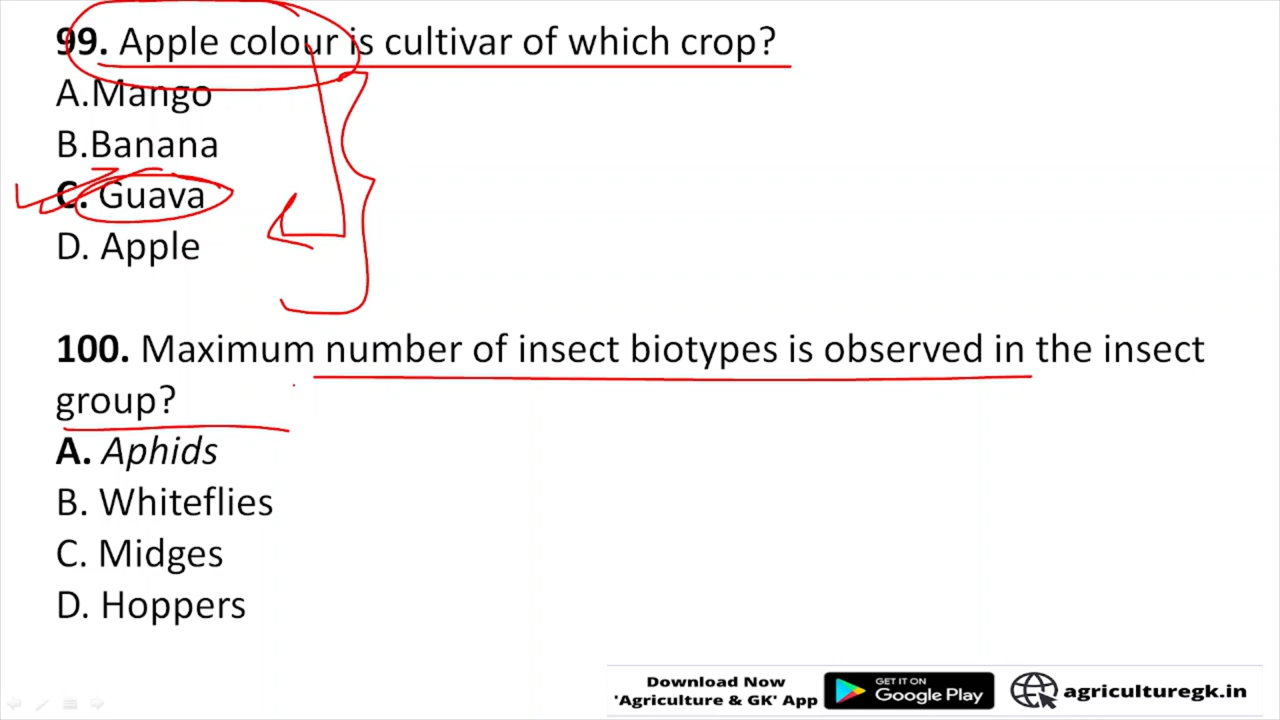 99. Apple colour is cultivar of which crop?
A.Mango
B.Banana
C. Guava
D. Apple
100. Maximum number of insect biotypes is observed in the insect
group?
A. Aphids
B. Whiteflies
C. Midges
D. Hoppers
Download Now
'Agriculture & GK' App
GET IT ON
Google Play
agriculturegk.in